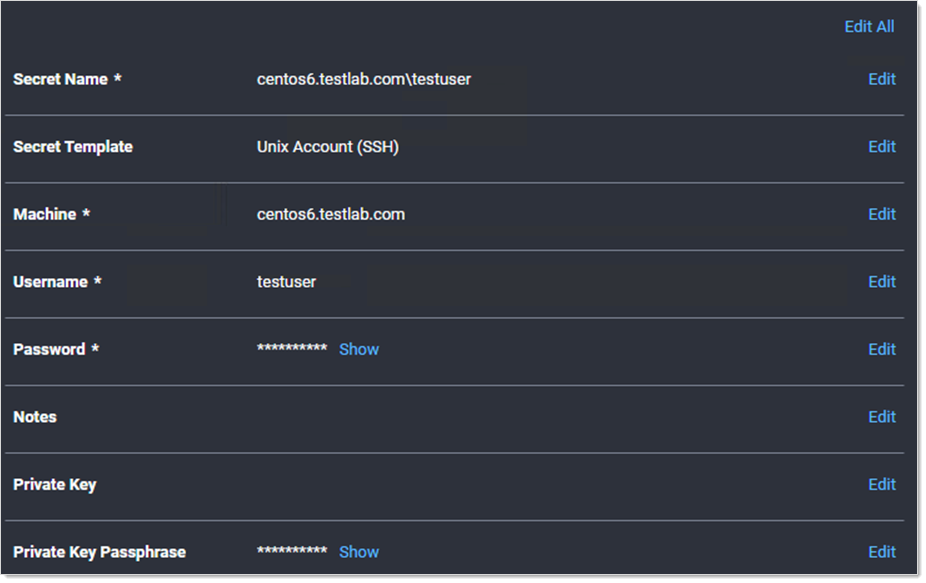 Edit All
Secret Name * centos6.testlab.com\testuser Edit
Secret Template Unix Account (SSH) Edit
Machine * centos6.testlab.com Edit
Username * testuser Edit
Password * ********** Show Edit
Notes Edit
Private Key Edit
Private Key Passphrase ********** Show Edit